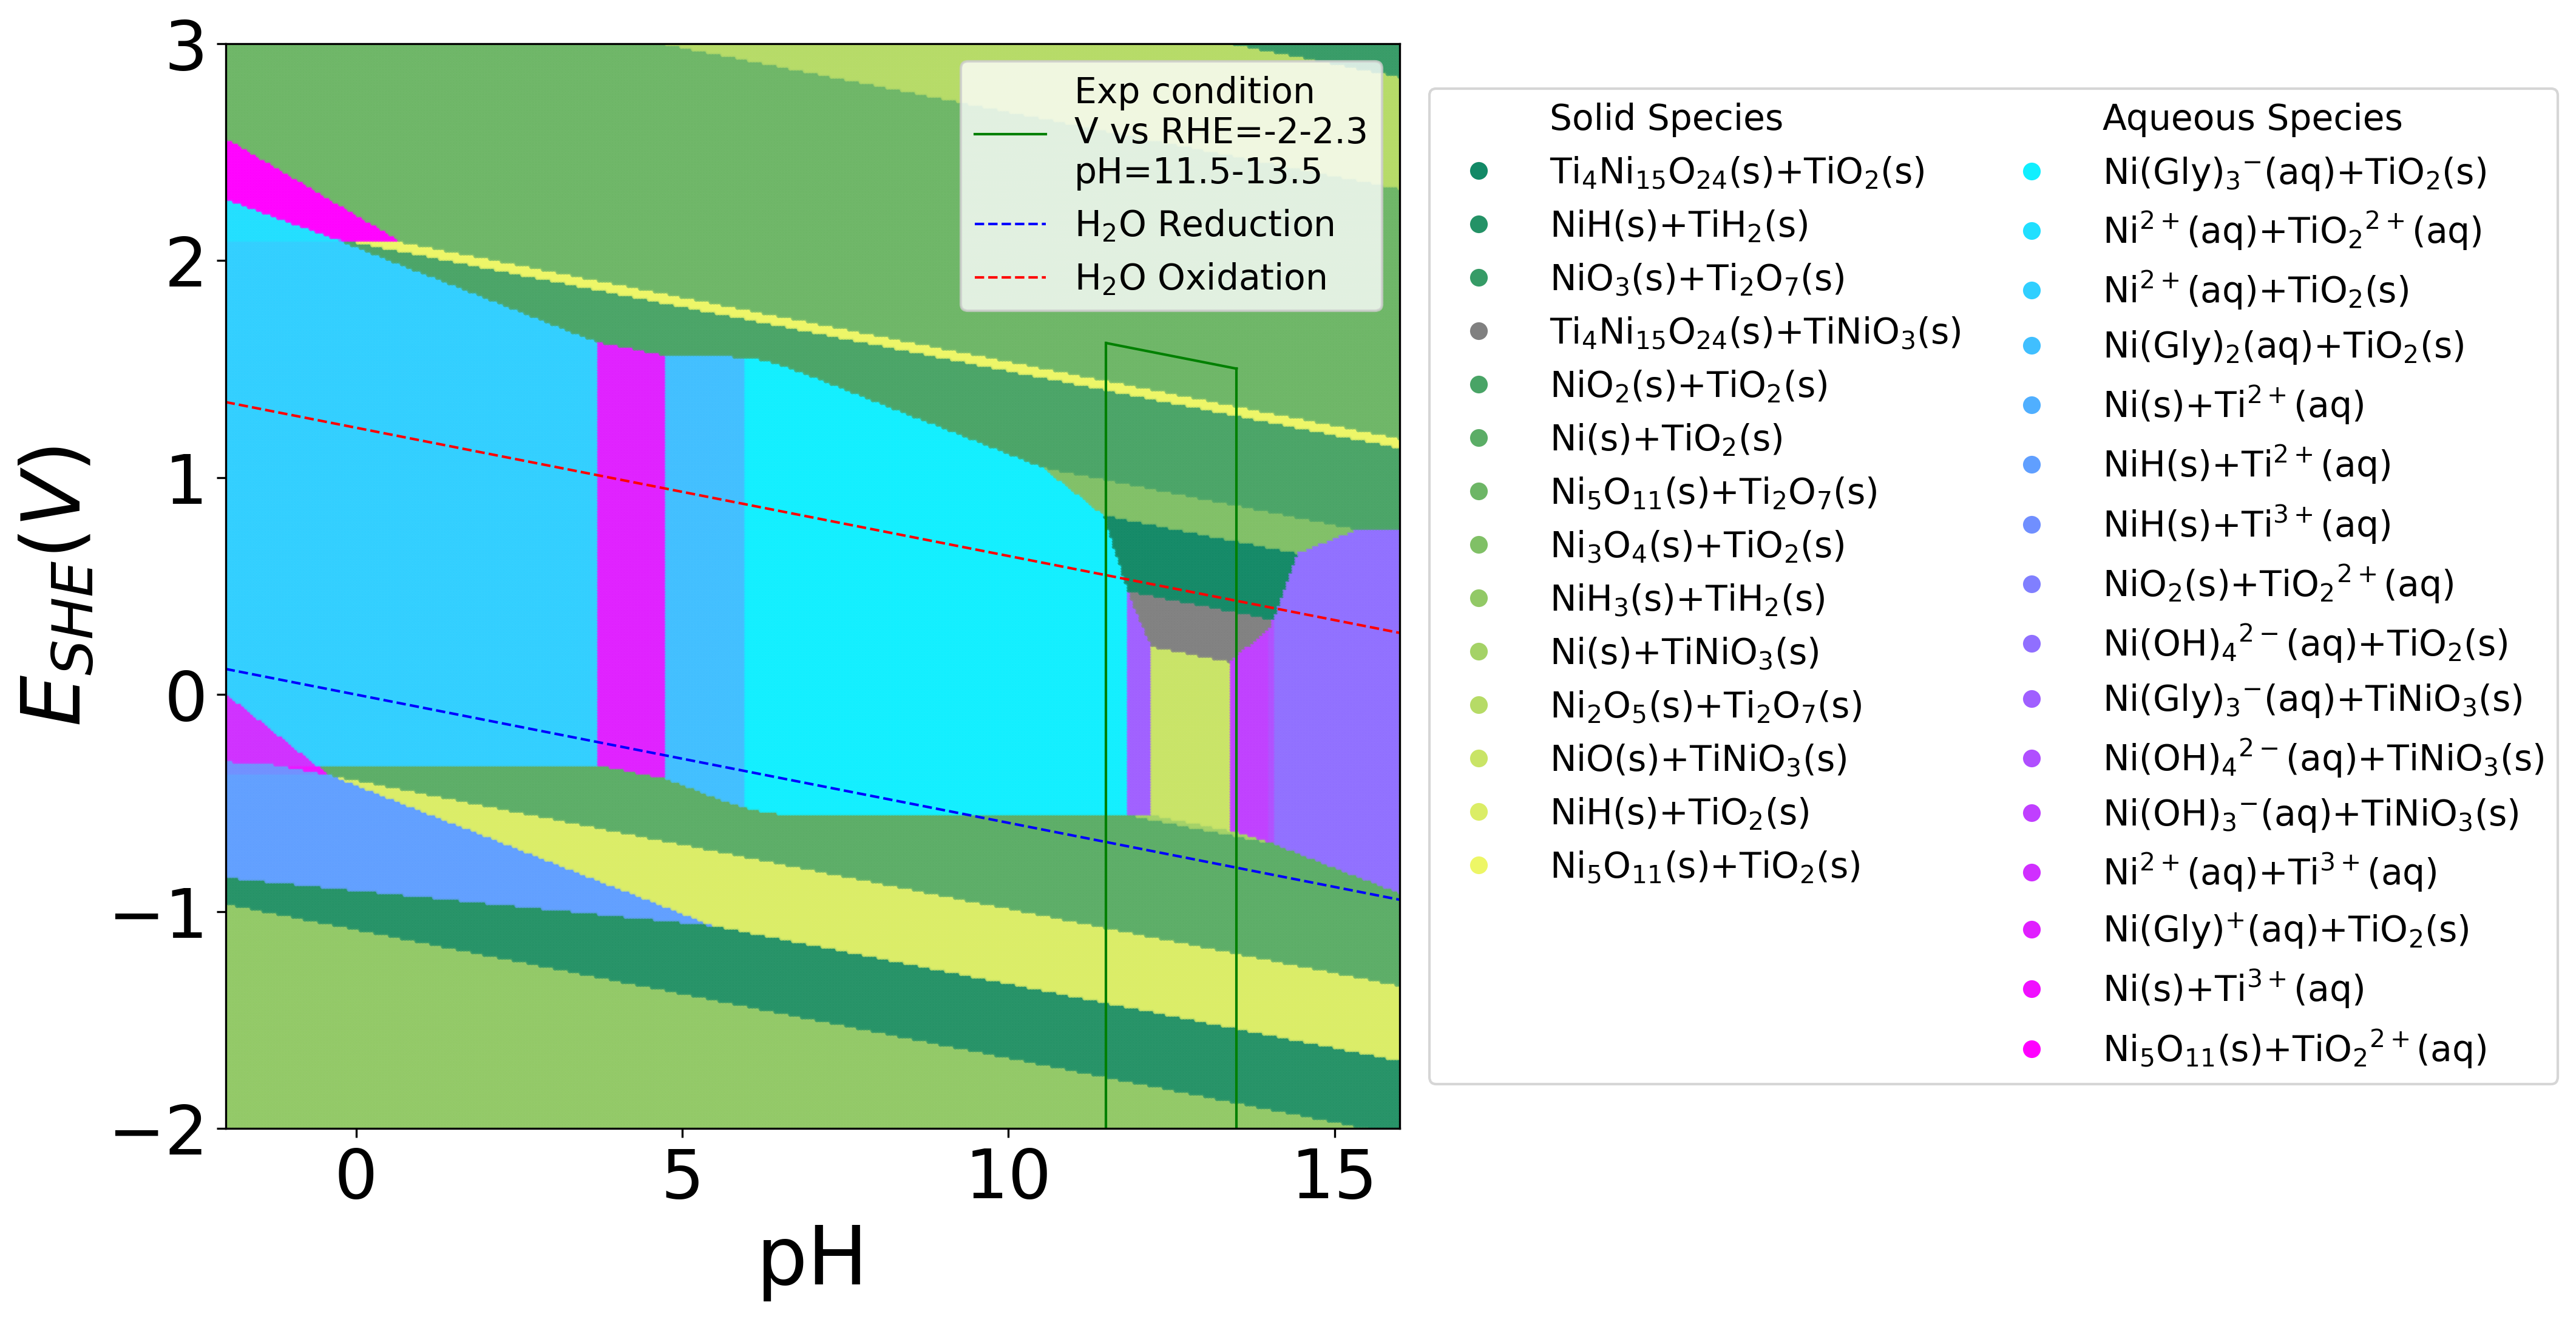 3
2
1
0
−1
−2
E_SHE(V)
0
5
10
15
pH
Exp condition
V vs RHE=-2-2.3
pH=11.5-13.5
H₂O Reduction
H₂O Oxidation
Solid Species
Ti₄Ni₁₅O₂₄(s)+TiO₂(s)
NiH(s)+TiH₂(s)
NiO₃(s)+Ti₂O₇(s)
Ti₄Ni₁₅O₂₄(s)+TiNiO₃(s)
NiO₂(s)+TiO₂(s)
Ni(s)+TiO₂(s)
Ni₅O₁₁(s)+Ti₂O₇(s)
Ni₃O₄(s)+TiO₂(s)
NiH₃(s)+TiH₂(s)
Ni(s)+TiNiO₃(s)
Ni₂O₅(s)+Ti₂O₇(s)
NiO(s)+TiNiO₃(s)
NiH(s)+TiO₂(s)
Ni₅O₁₁(s)+TiO₂(s)
Aqueous Species
Ni(Gly)₃⁻(aq)+TiO₂(s)
Ni²⁺(aq)+TiO₂²⁺(aq)
Ni²⁺(aq)+TiO₂(s)
Ni(Gly)₂(aq)+TiO₂(s)
Ni(s)+Ti²⁺(aq)
NiH(s)+Ti²⁺(aq)
NiH(s)+Ti³⁺(aq)
NiO₂(s)+TiO₂²⁺(aq)
Ni(OH)₄²⁻(aq)+TiO₂(s)
Ni(Gly)₃⁻(aq)+TiNiO₃(s)
Ni(OH)₄²⁻(aq)+TiNiO₃(s)
Ni(OH)₃⁻(aq)+TiNiO₃(s)
Ni²⁺(aq)+Ti³⁺(aq)
Ni(Gly)⁺(aq)+TiO₂(s)
Ni(s)+Ti³⁺(aq)
Ni₅O₁₁(s)+TiO₂²⁺(aq)